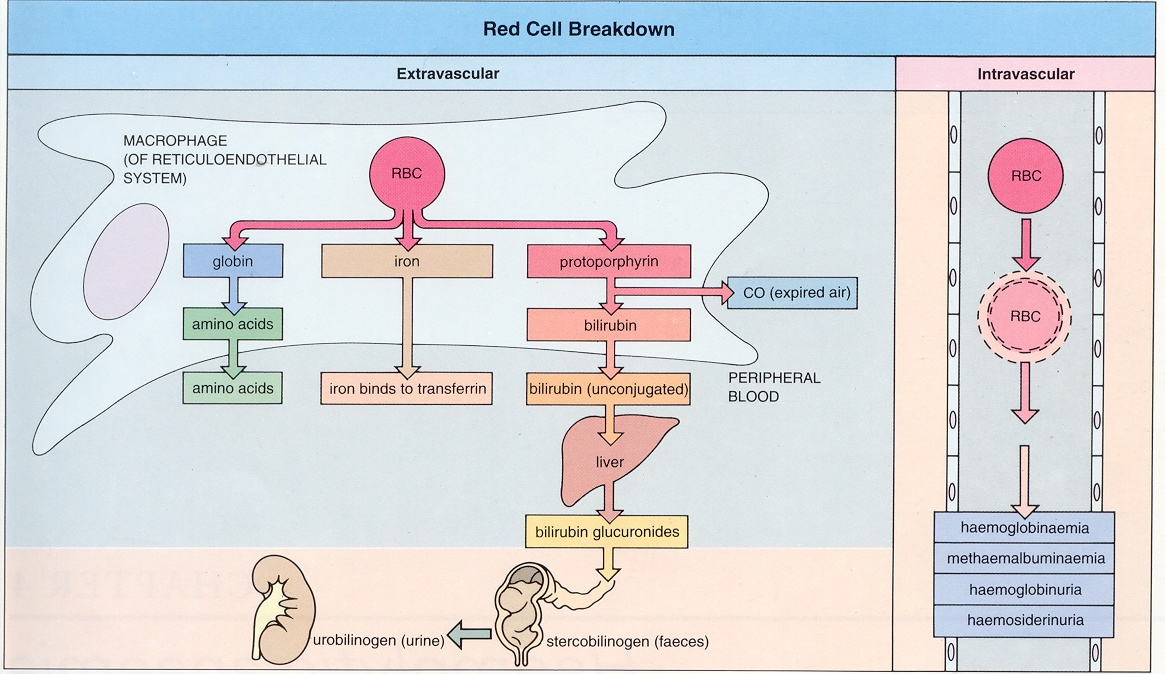 Red Cell Breakdown
Extravascular
Intravascular
MACROPHAGE
(OF RETICULOENDOTHELIAL
SYSTEM)
RBC
globin
iron
protoporphyrin
CO (expired air)
amino acids
bilirubin
amino acids
iron binds to transferrin
bilirubin (unconjugated)
PERIPHERAL
BLOOD
liver
bilirubin glucuronides
urobilinogen (urine)
stercobilinogen (faeces)
RBC
RBC
haemoglobinaemia
methaemalbuminaemia
haemoglobinuria
haemosiderinuria
CHAPTER 4